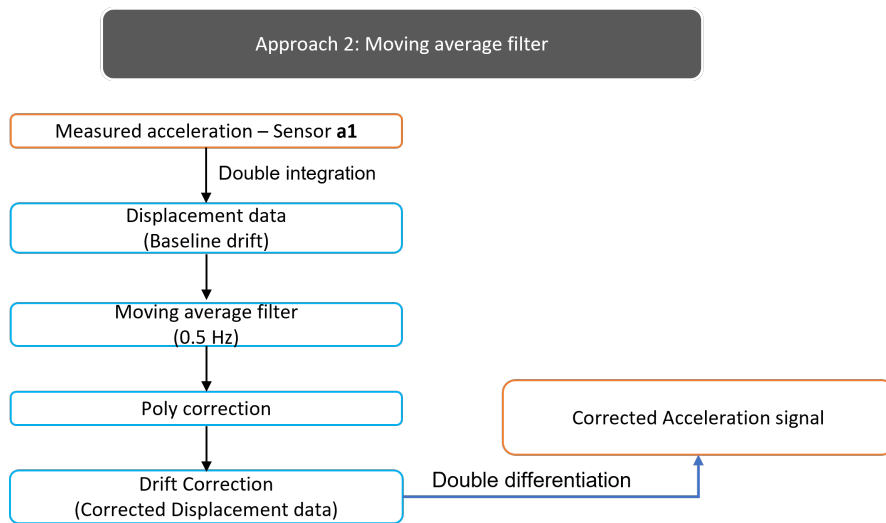 Approach 2: Moving average filter
Measured acceleration – Sensor a1
Double integration
Displacement data
(Baseline drift)
Moving average filter
(0.5 Hz)
Poly correction
Corrected Acceleration signal
Drift Correction
(Corrected Displacement data)
Double differentiation